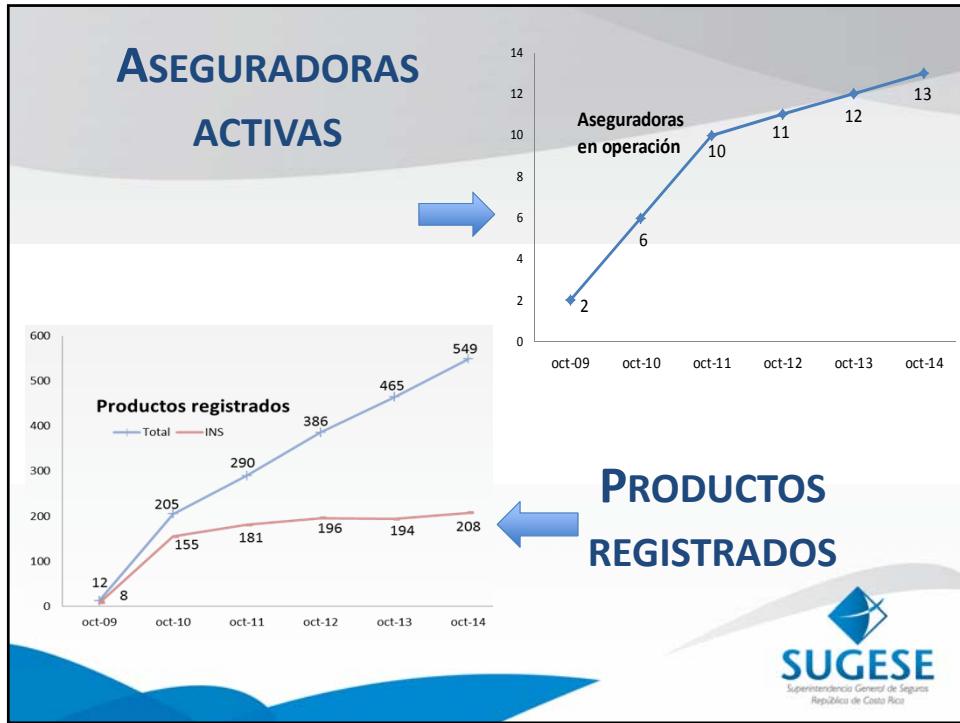 ASEGURADORAS
ACTIVAS
14
12
10
8
6
4
2
0
Aseguradoras
en operación
2
6
10
11
12
13
oct-09 oct-10 oct-11 oct-12 oct-13 oct-14
600
500
400
300
200
100
0
Productos registrados
Total INS
12
205
290
386
465
549
8
155
181
196
194
208
oct-09 oct-10 oct-11 oct-12 oct-13 oct-14
PRODUCTOS
REGISTRADOS
SUGESE
Superintendencia General de Seguros
República de Costa Rica